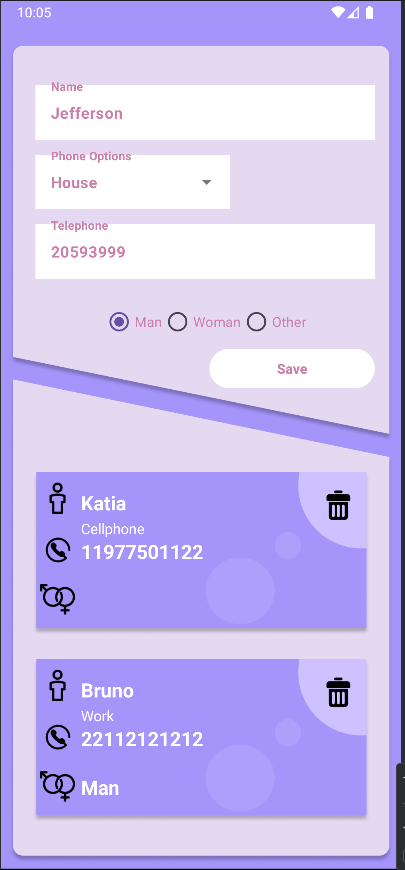 10:05
Name
Jefferson
Phone Options
House
Telephone
20593999
Man Woman Other
Save
Katia
Cellphone
11977501122
Bruno
Work
22112121212
Man